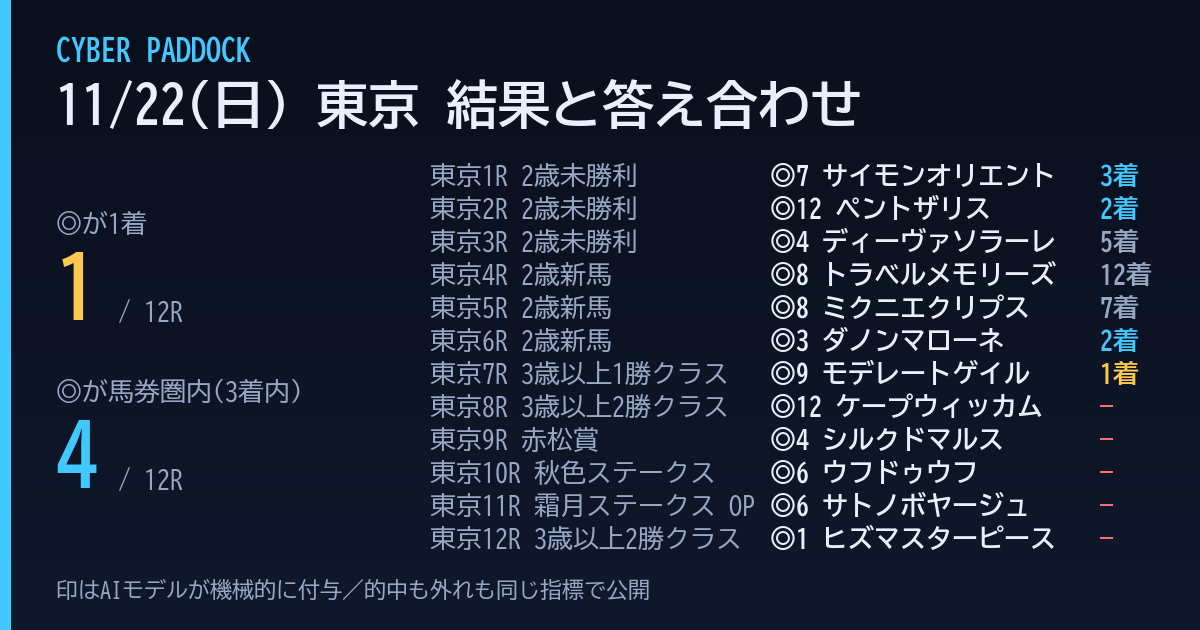 CYBER PADDOCK
11/22(日) 東京 結果と答え合わせ
◎が1着
1 / 12R
◎が馬券圏内(3着内)
4 / 12R
東京1R 2歳未勝利 ◎7 サイモンオリエント 3着
東京2R 2歳未勝利 ◎12 ペントザリス 2着
東京3R 2歳未勝利 ◎4 ディーヴァソラーレ 5着
東京4R 2歳新馬 ◎8 トラベルメモリーズ 12着
東京5R 2歳新馬 ◎8 ミクニエクリプス 7着
東京6R 2歳新馬 ◎3 ダノンマローネ 2着
東京7R 3歳以上1勝クラス ◎9 モデレートゲイル 1着
東京8R 3歳以上2勝クラス ◎12 ケープウィッカム –
東京9R 赤松賞 ◎4 シルクドマルス –
東京10R 秋色ステークス ◎6 ウフドゥウフ –
東京11R 霜月ステークス OP ◎6 サトノボヤージュ –
東京12R 3歳以上2勝クラス ◎1 ヒズマスターピース –
印はAIモデルが機械的に付与／的中も外れも同じ指標で公開